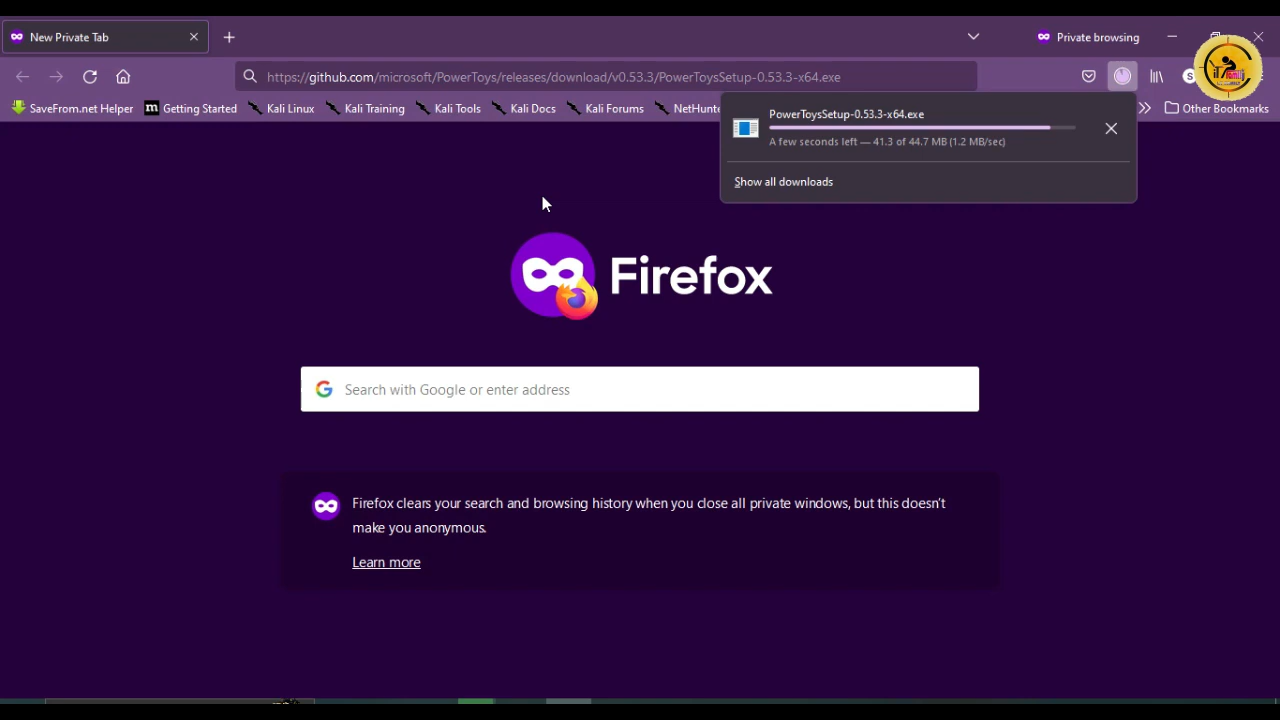 New Private Tab
Private browsing
https://github.com/microsoft/PowerToys/releases/download/v0.53.3/PowerToysSetup-0.53.3-x64.exe
S
SaveFrom.net Helper
m Getting Started
Kali Linux
Kali Training
Kali Tools
Kali Docs
Kali Forums
NetHunte
Other Bookmarks
PowerToysSetup-0.53.3-x64.exe
A few seconds left — 41.3 of 44.7 MB (1.2 MB/sec)
Show all downloads
Firefox
Search with Google or enter address
Firefox clears your search and browsing history when you close all private windows, but this doesn't
make you anonymous.
Learn more